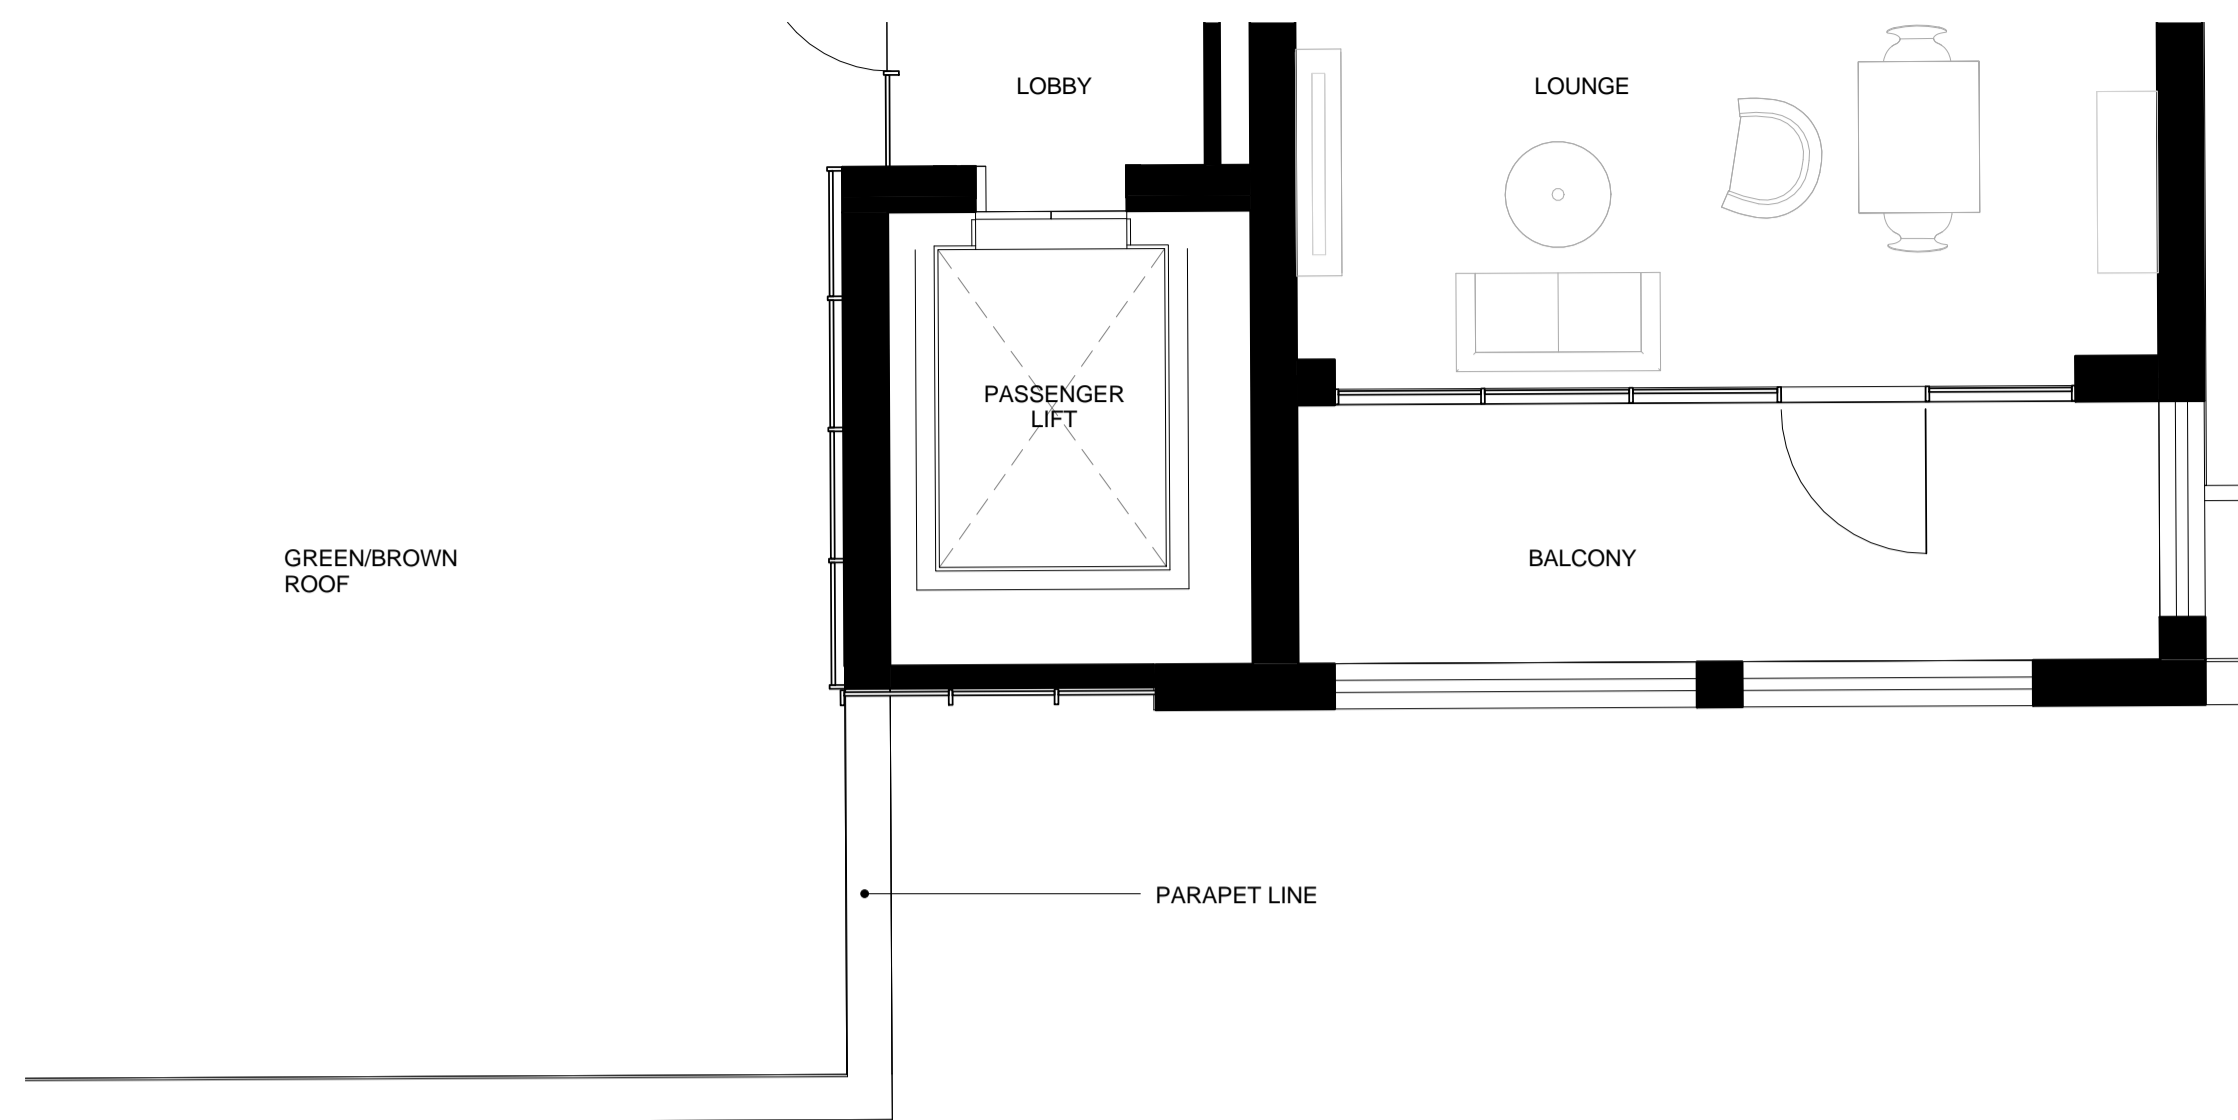 LOBBY
LOUNGE
PASSENGER
LIFT
GREEN/BROWN
ROOF
BALCONY
PARAPET LINE